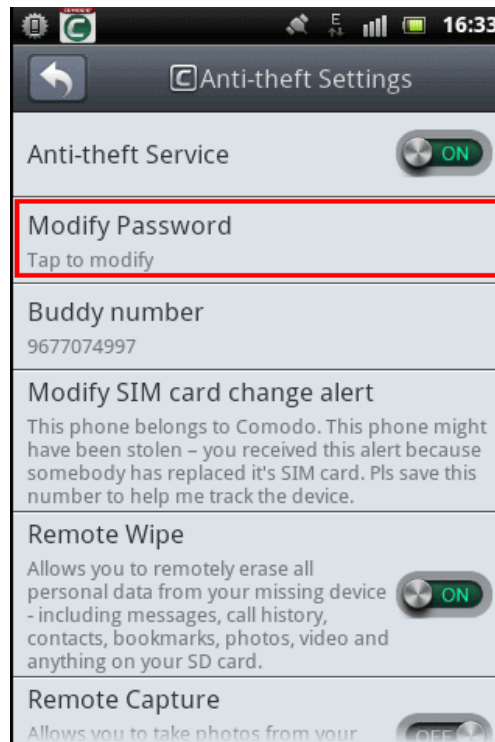 COMODO
E
16:33
C Anti-theft Settings
Anti-theft Service
ON
Modify Password
Tap to modify
Buddy number
9677074997
Modify SIM card change alert
This phone belongs to Comodo. This phone might
have been stolen – you received this alert because
somebody has replaced it's SIM card. Pls save this
number to help me track the device.
Remote Wipe
Allows you to remotely erase all
personal data from your missing device
- including messages, call history,
contacts, bookmarks, photos, video and
anything on your SD card.
ON
Remote Capture
Allows you to take photos from your
OFF